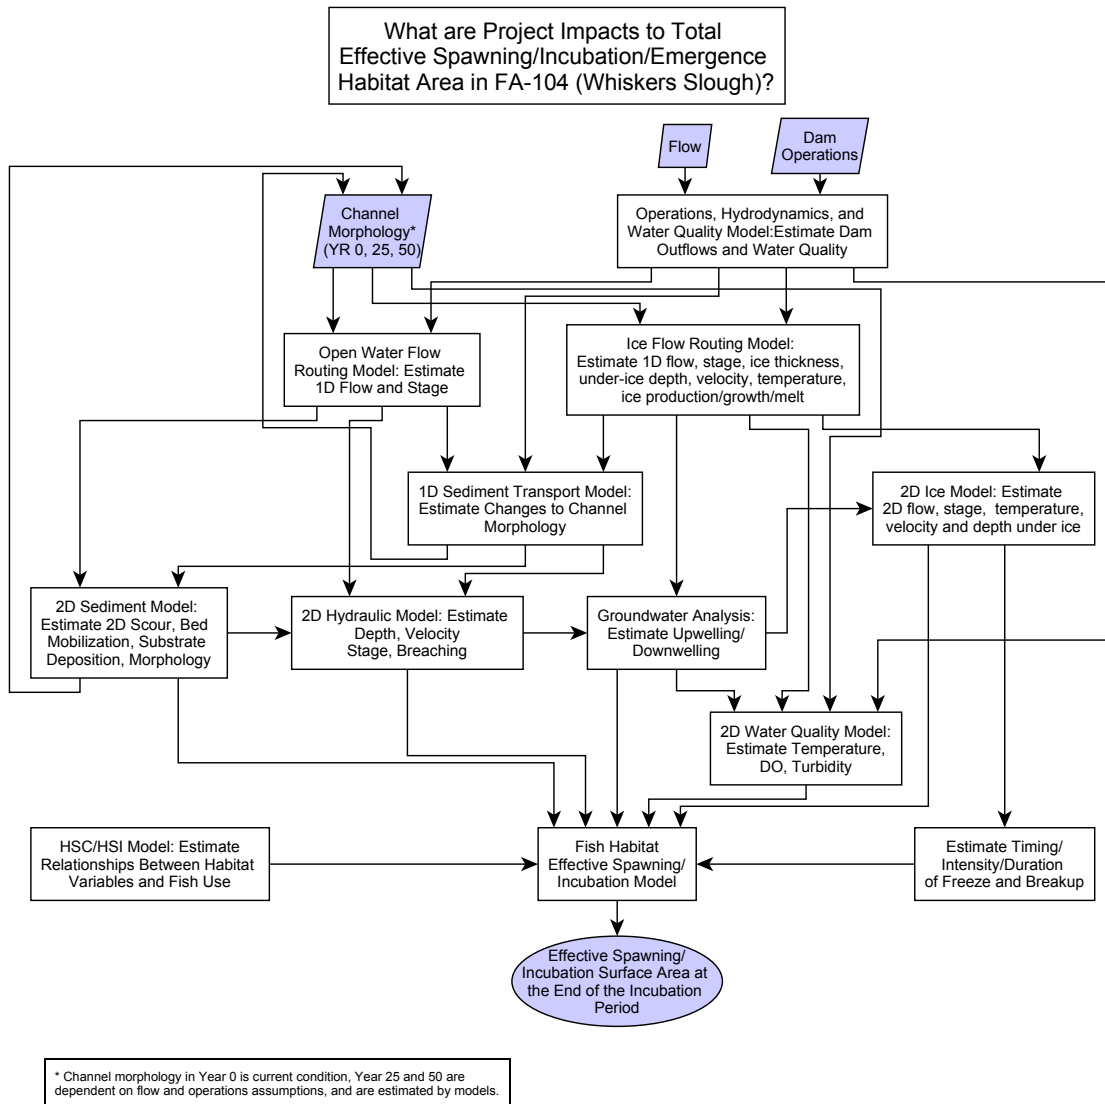 What are Project Impacts to Total
Effective Spawning/Incubation/Emergence
Habitat Area in FA-104 (Whiskers Slough)?
Flow
Dam
Operations
Channel
Morphology*
(YR 0, 25, 50)
Operations, Hydrodynamics, and
Water Quality Model:Estimate Dam
Outflows and Water Quality
Open Water Flow
Routing Model: Estimate
1D Flow and Stage
Ice Flow Routing Model:
Estimate 1D flow, stage, ice thickness,
under-ice depth, velocity, temperature,
ice production/growth/melt
1D Sediment Transport Model:
Estimate Changes to Channel
Morphology
2D Ice Model: Estimate
2D flow, stage, temperature,
velocity and depth under ice
2D Sediment Model:
Estimate 2D Scour, Bed
Mobilization, Substrate
Deposition, Morphology
2D Hydraulic Model: Estimate
Depth, Velocity
Stage, Breaching
Groundwater Analysis:
Estimate Upwelling/
Downwelling
2D Water Quality Model:
Estimate Temperature,
DO, Turbidity
HSC/HSI Model: Estimate
Relationships Between Habitat
Variables and Fish Use
Fish Habitat
Effective Spawning/
Incubation Model
Estimate Timing/
Intensity/Duration
of Freeze and Breakup
Effective Spawning/
Incubation Surface Area at
the End of the Incubation
Period
* Channel morphology in Year 0 is current condition, Year 25 and 50 are
dependent on flow and operations assumptions, and are estimated by models.